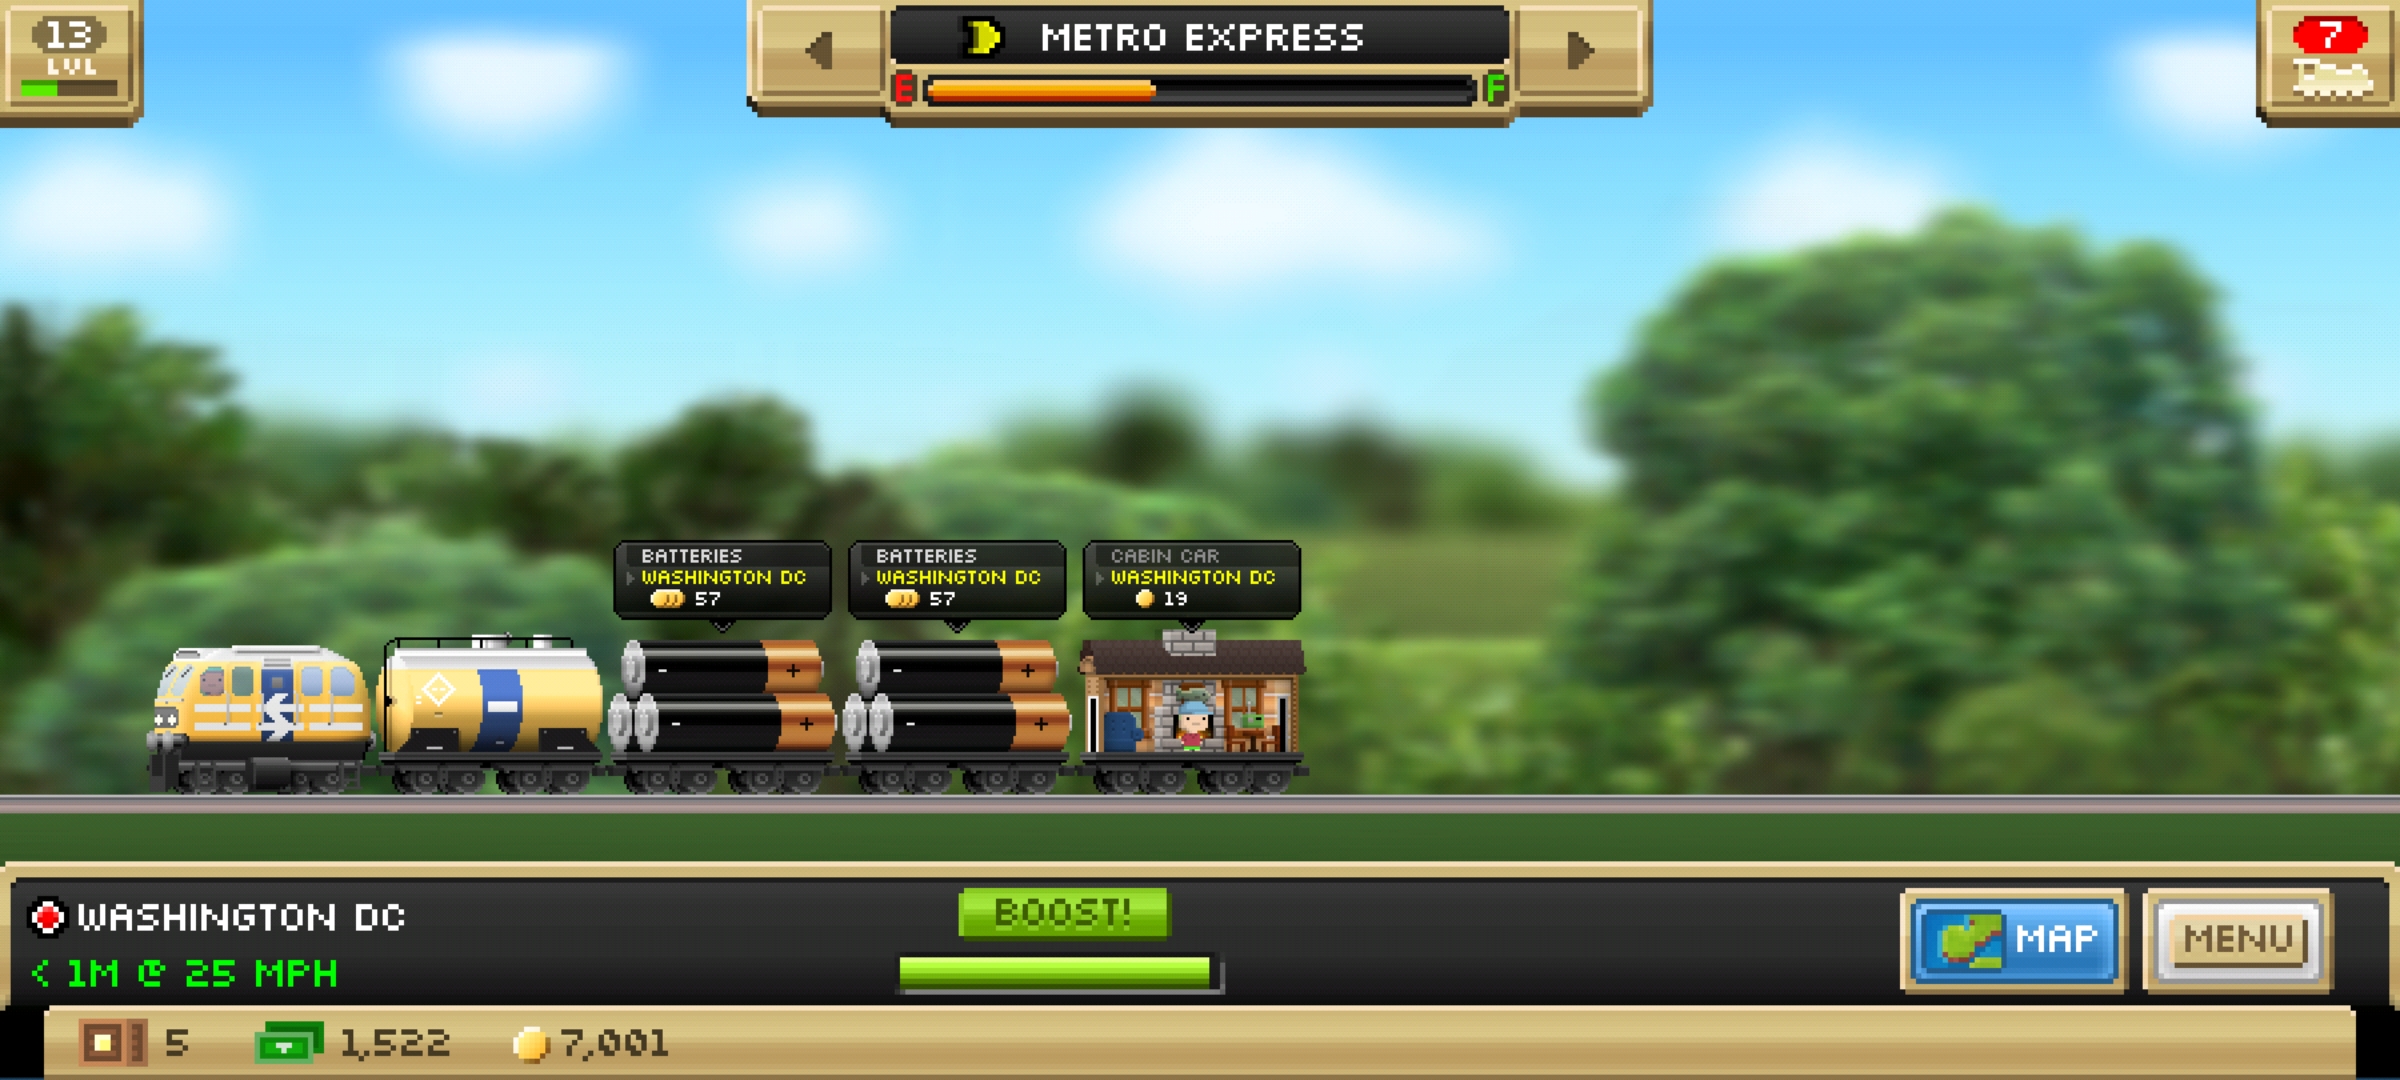 13
LVL
METRO EXPRESS
E F
7
BATTERIES
WASHINGTON DC
57
BATTERIES
WASHINGTON DC
57
CABIN CAR
WASHINGTON DC
19
WASHINGTON DC
< 1M @ 25 MPH
BOOST!
MAP
MENU
5 1,522 7,001